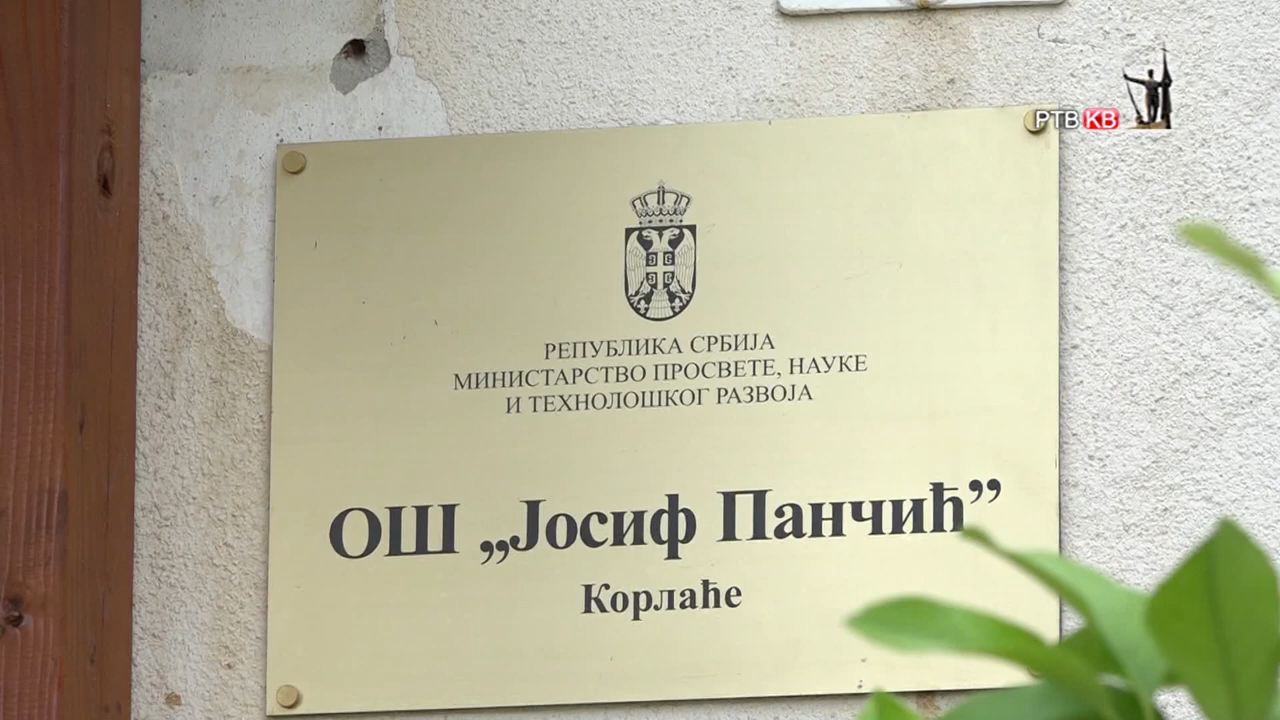 РТВ КВ
РЕПУБЛИКА СРБИЈА
МИНИСТАРСТВО ПРОСВЕТЕ, НАУКЕ
И ТЕХНОЛОШКОГ РАЗВОЈА
ОШ „Јосиф Панчић”
Корлаће